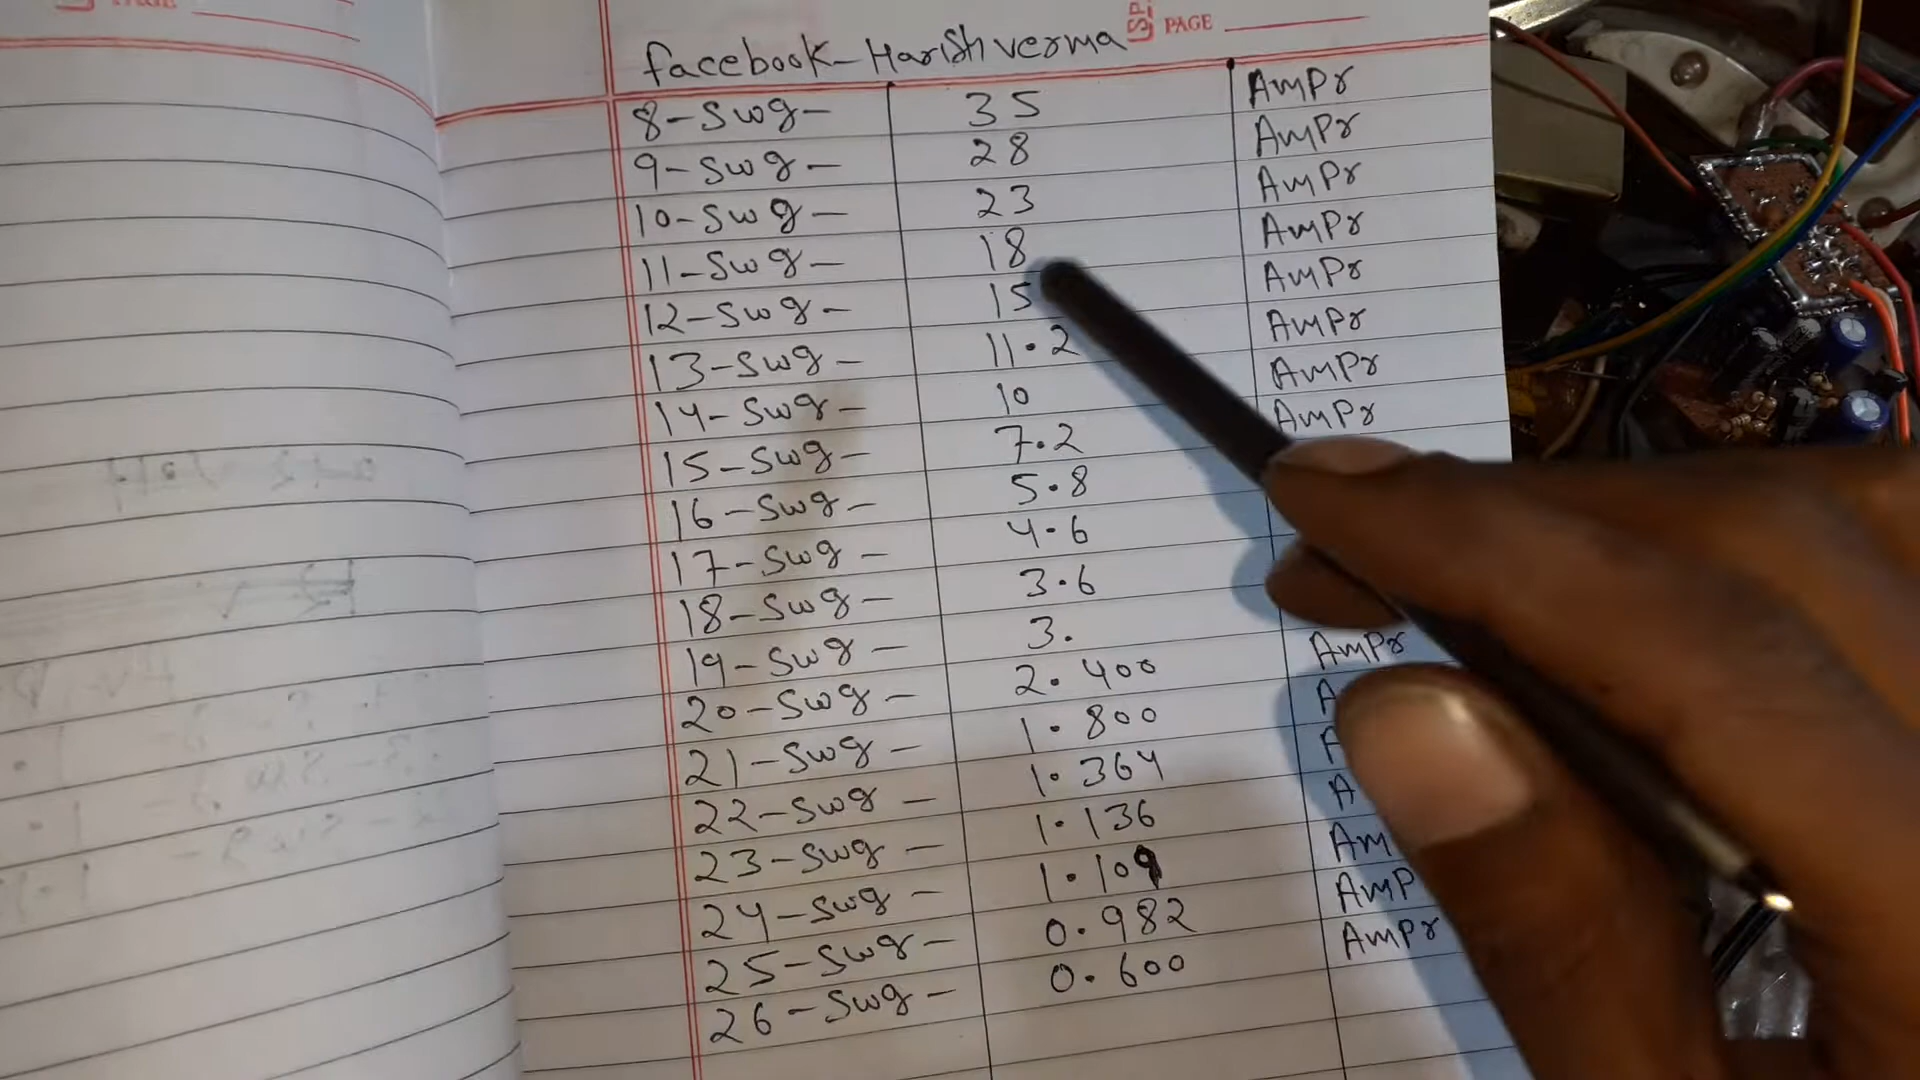 PAGE
facebook-Harish verma
8-Swg- 35 AmPr
9-Swg- 28 AmPr
10-Swg- 23 AmPr
11-Swg- 18 AmPr
12-Swg- 15 AmPr
13-Swg- 11.2 AmPr
14-Swg- 10 AmPr
15-Swg- 7.2 AmPr
16-Swg- 5.8
17-Swg- 4.6
18-Swg- 3.6
19-Swg- 3.
20-Swg- 2.400 AmPr
21-Swg- 1.800 A
22-Swg- 1.364 A
23-Swg- 1.136 A
24-Swg- 1.109 Am
25-Swg- 0.982 AmP
26-Swg- 0.600 AmPr